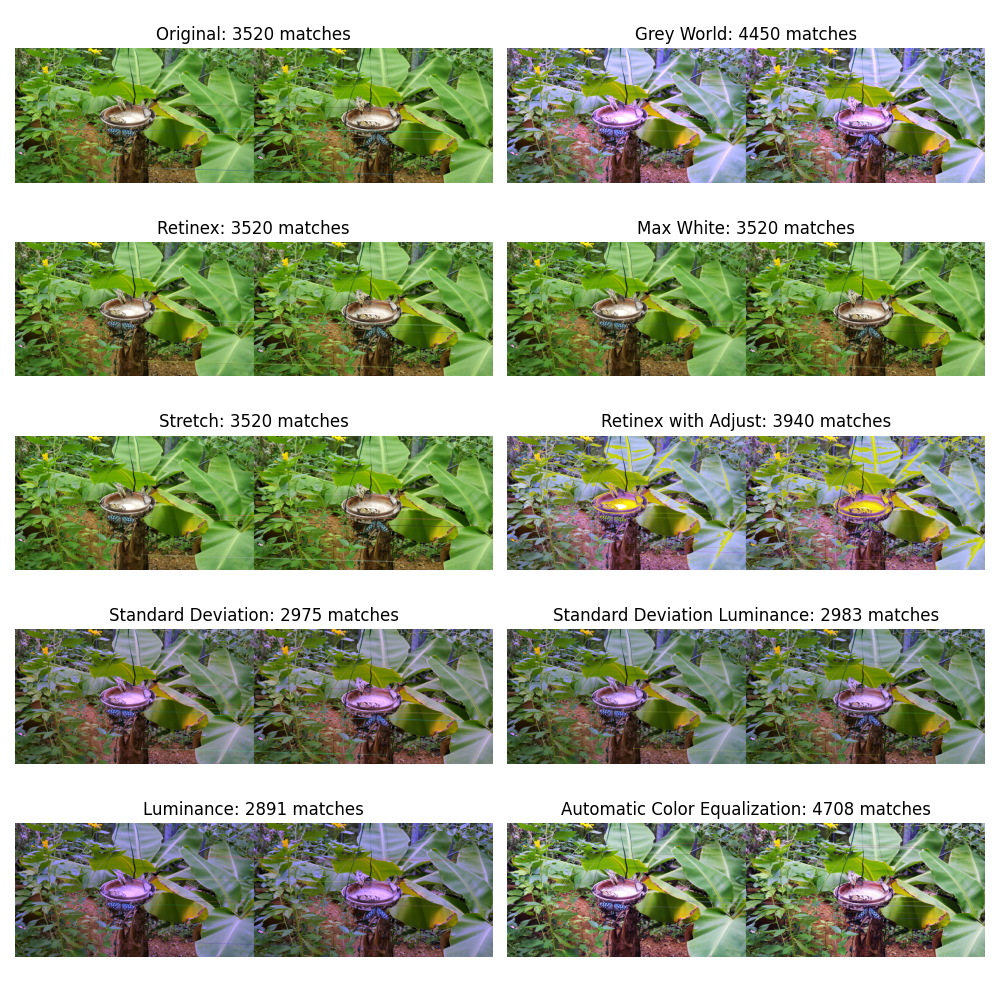 Original: 3520 matches
Grey World: 4450 matches
Retinex: 3520 matches
Max White: 3520 matches
Stretch: 3520 matches
Retinex with Adjust: 3940 matches
Standard Deviation: 2975 matches
Standard Deviation Luminance: 2983 matches
Luminance: 2891 matches
Automatic Color Equalization: 4708 matches